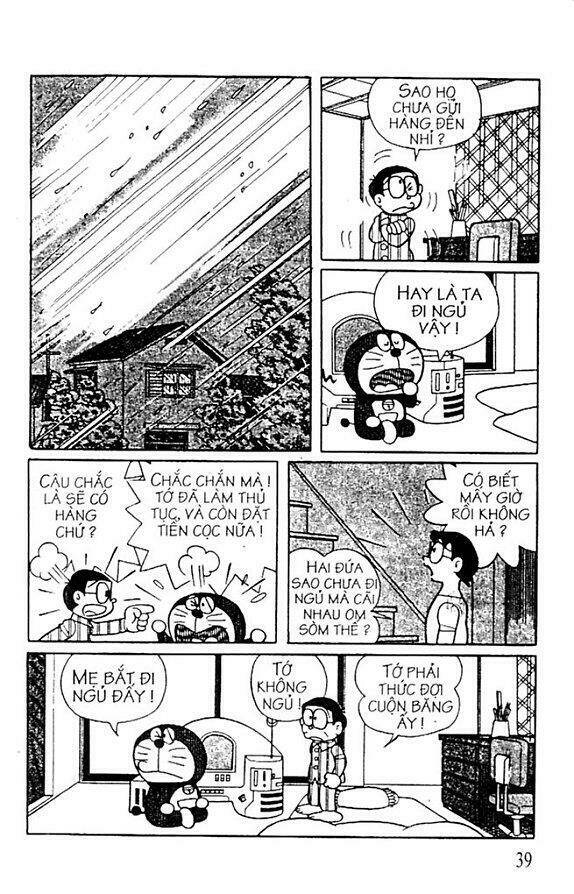 SAO HỌ
CHƯA GỬI
HÀNG ĐẾN
NHỈ ?
HAY LÀ TA
ĐI NGỦ
VẬY !
CẬU CHẮC
LÀ SẼ CÓ
HÀNG
CHỨ ?
CHẮC CHẮN MÀ !
TỚ ĐÃ LÀM THỦ
TỤC, VÀ CÒN ĐẶT
TIỀN CỌC NỮA !
CÓ BIẾT
MẤY GIỜ
RỒI KHÔNG
HẢ ?
HAI ĐỨA
SAO CHƯA ĐI
NGỦ MÀ CÃI
NHAU OM
SÒM THẾ ?
MẸ BẮT ĐI
NGỦ ĐẤY !
TỚ
KHÔNG
NGỦ !
TỚ PHẢI
THỨC ĐỢI
CUỘN BĂNG
ẤY !
39